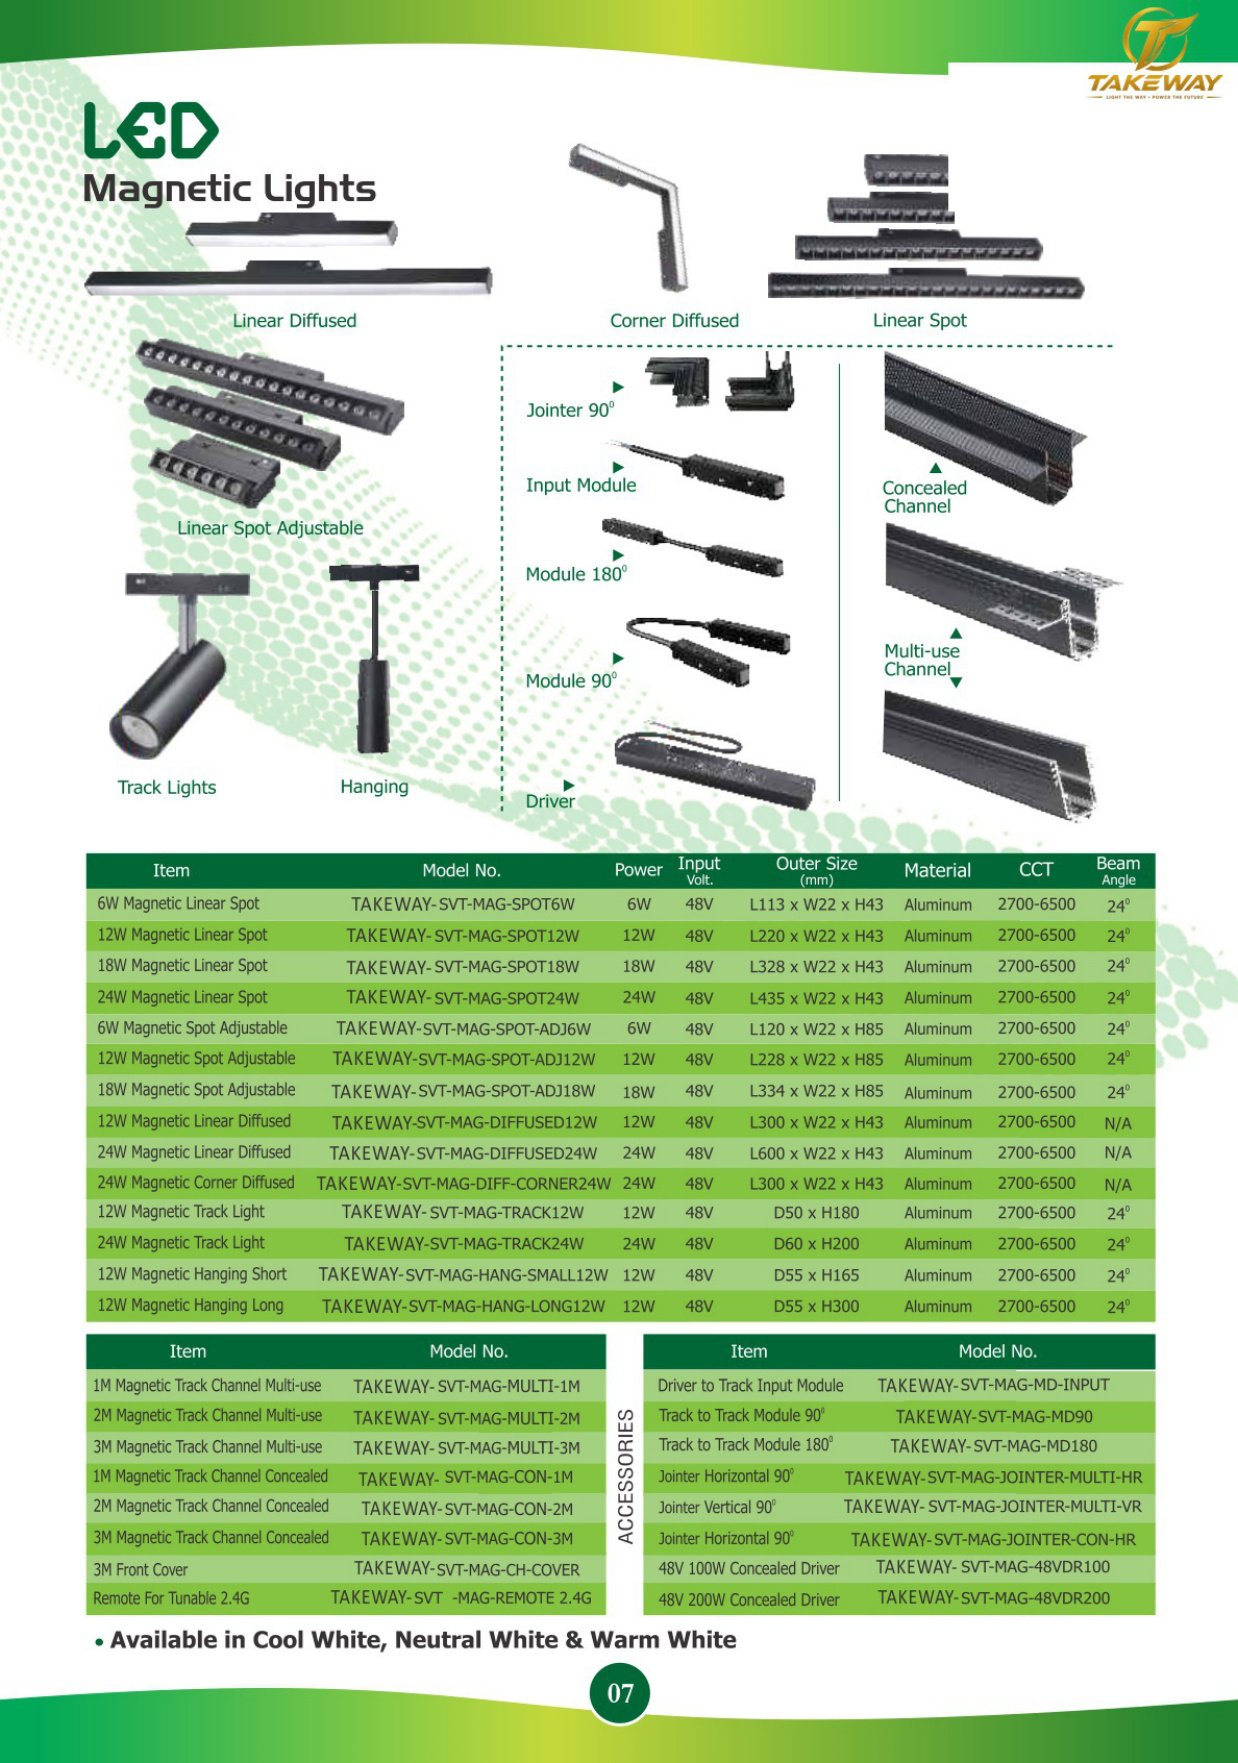 TAKEWAY
LIGHT THE WAY - POWER THE FUTURE
LED
Magnetic Lights
Linear Diffused
Corner Diffused
Linear Spot
Linear Spot Adjustable
Track Lights
Hanging
Jointer 90⁰
Input Module
Module 180⁰
Module 90⁰
Driver
Concealed
Channel
Multi-use
Channel
Item Model No. Power Input Volt. Outer Size (mm) Material CCT Beam Angle
6W Magnetic Linear Spot TAKEWAY-SVT-MAG-SPOT6W 6W 48V L113 x W22 x H43 Aluminum 2700-6500 24⁰
12W Magnetic Linear Spot TAKEWAY- SVT-MAG-SPOT12W 12W 48V L220 x W22 x H43 Aluminum 2700-6500 24⁰
18W Magnetic Linear Spot TAKEWAY- SVT-MAG-SPOT18W 18W 48V L328 x W22 x H43 Aluminum 2700-6500 24⁰
24W Magnetic Linear Spot TAKEWAY- SVT-MAG-SPOT24W 24W 48V L435 x W22 x H43 Aluminum 2700-6500 24⁰
6W Magnetic Spot Adjustable TAKEWAY-SVT-MAG-SPOT-ADJ6W 6W 48V L120 x W22 x H85 Aluminum 2700-6500 24⁰
12W Magnetic Spot Adjustable TAKEWAY-SVT-MAG-SPOT-ADJ12W 12W 48V L228 x W22 x H85 Aluminum 2700-6500 24⁰
18W Magnetic Spot Adjustable TAKEWAY-SVT-MAG-SPOT-ADJ18W 18W 48V L334 x W22 x H85 Aluminum 2700-6500 24⁰
12W Magnetic Linear Diffused TAKEWAY-SVT-MAG-DIFFUSED12W 12W 48V L300 x W22 x H43 Aluminum 2700-6500 N/A
24W Magnetic Linear Diffused TAKEWAY-SVT-MAG-DIFFUSED24W 24W 48V L600 x W22 x H43 Aluminum 2700-6500 N/A
24W Magnetic Corner Diffused TAKEWAY-SVT-MAG-DIFF-CORNER24W 24W 48V L300 x W22 x H43 Aluminum 2700-6500 N/A
12W Magnetic Track Light TAKEWAY- SVT-MAG-TRACK12W 12W 48V D50 x H180 Aluminum 2700-6500 24⁰
24W Magnetic Track Light TAKEWAY-SVT-MAG-TRACK24W 24W 48V D60 x H200 Aluminum 2700-6500 24⁰
12W Magnetic Hanging Short TAKEWAY-SVT-MAG-HANG-SMALL12W 12W 48V D55 x H165 Aluminum 2700-6500 24⁰
12W Magnetic Hanging Long TAKEWAY-SVT-MAG-HANG-LONG12W 12W 48V D55 x H300 Aluminum 2700-6500 24⁰
Item Model No.
1M Magnetic Track Channel Multi-use TAKEWAY- SVT-MAG-MULTI-1M
2M Magnetic Track Channel Multi-use TAKEWAY- SVT-MAG-MULTI-2M
3M Magnetic Track Channel Multi-use TAKEWAY- SVT-MAG-MULTI-3M
1M Magnetic Track Channel Concealed TAKEWAY- SVT-MAG-CON-1M
2M Magnetic Track Channel Concealed TAKEWAY- SVT-MAG-CON-2M
3M Magnetic Track Channel Concealed TAKEWAY- SVT-MAG-CON-3M
3M Front Cover TAKEWAY-SVT-MAG-CH-COVER
Remote For Tunable 2.4G TAKEWAY- SVT -MAG-REMOTE 2.4G
ACCESSORIES
Item Model No.
Driver to Track Input Module TAKEWAY- SVT-MAG-MD-INPUT
Track to Track Module 90⁰ TAKEWAY-SVT-MAG-MD90
Track to Track Module 180⁰ TAKEWAY- SVT-MAG-MD180
Jointer Horizontal 90⁰ TAKEWAY-SVT-MAG-JOINTER-MULTI-HR
Jointer Vertical 90⁰ TAKEWAY- SVT-MAG-JOINTER-MULTI-VR
Jointer Horizontal 90⁰ TAKEWAY-SVT-MAG-JOINTER-CON-HR
48V 100W Concealed Driver TAKEWAY- SVT-MAG-48VDR100
48V 200W Concealed Driver TAKEWAY- SVT-MAG-48VDR200
• Available in Cool White, Neutral White & Warm White
07